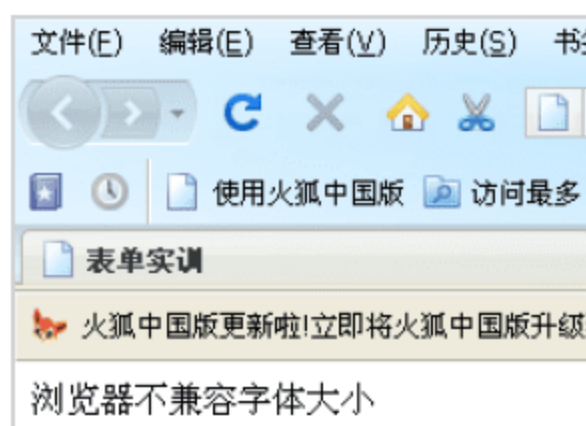 文件(F) 编辑(E) 查看(V) 历史(S)
使用火狐中国版 访问最多
表单实训
火狐中国版更新啦!立即将火狐中国版升级
浏览器不兼容字体大小